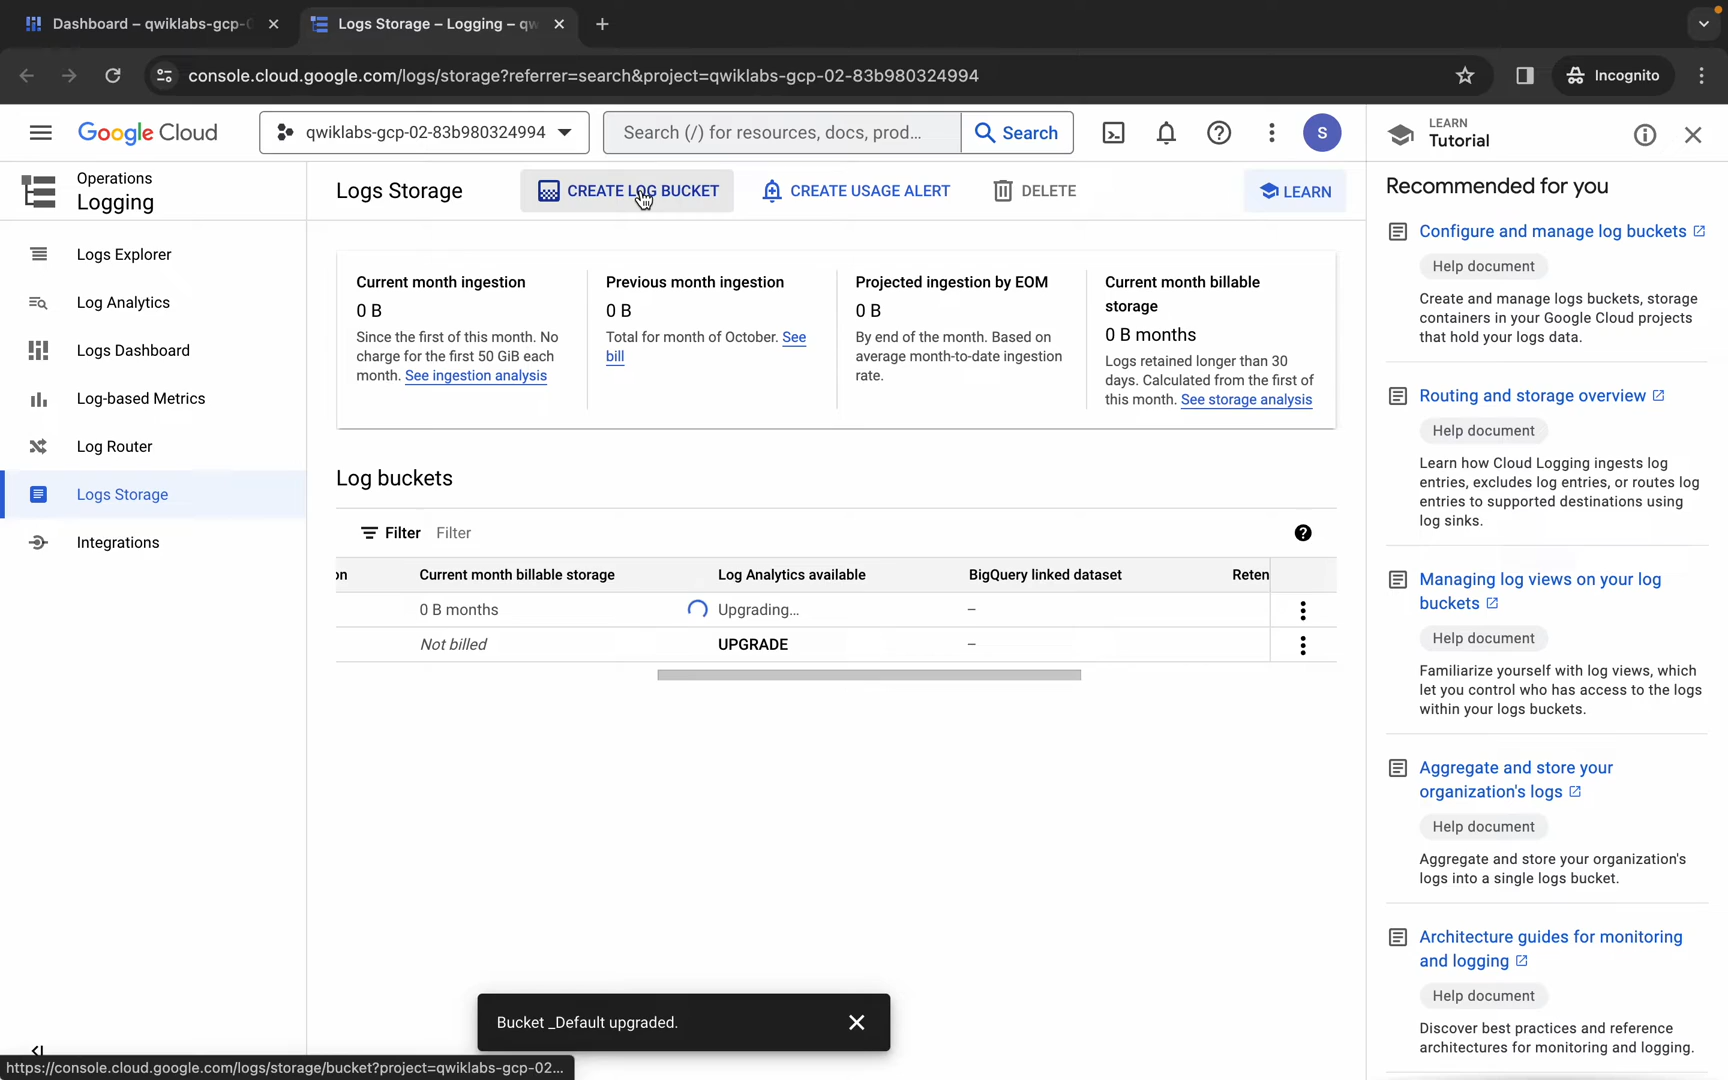 Dashboard – qwiklabs-gcp-
Logs Storage – Logging – qw
console.cloud.google.com/logs/storage?referrer=search&project=qwiklabs-gcp-02-83b980324994
Incognito
Google Cloud
qwiklabs-gcp-02-83b980324994
Search (/) for resources, docs, prod...
Search
S
LEARN
Tutorial
Operations
Logging
Logs Storage
CREATE LOG BUCKET
CREATE USAGE ALERT
DELETE
LEARN
Logs Explorer
Log Analytics
Logs Dashboard
Log-based Metrics
Log Router
Logs Storage
Integrations
Current month ingestion
0 B
Since the first of this month. No
charge for the first 50 GiB each
month. See ingestion analysis
Previous month ingestion
0 B
Total for month of October. See
bill
Projected ingestion by EOM
0 B
By end of the month. Based on
average month-to-date ingestion
rate.
Current month billable
storage
0 B months
Logs retained longer than 30
days. Calculated from the first of
this month. See storage analysis
Log buckets
Filter Filter
on Current month billable storage Log Analytics available BigQuery linked dataset Reten
0 B months Upgrading... –
Not billed UPGRADE –
Bucket _Default upgraded.
https://console.cloud.google.com/logs/storage/bucket?project=qwiklabs-gcp-02...
Recommended for you
Configure and manage log buckets
Help document
Create and manage logs buckets, storage
containers in your Google Cloud projects
that hold your logs data.
Routing and storage overview
Help document
Learn how Cloud Logging ingests log
entries, excludes log entries, or routes log
entries to supported destinations using
log sinks.
Managing log views on your log
buckets
Help document
Familiarize yourself with log views, which
let you control who has access to the logs
within your logs buckets.
Aggregate and store your
organization's logs
Help document
Aggregate and store your organization's
logs into a single logs bucket.
Architecture guides for monitoring
and logging
Help document
Discover best practices and reference
architectures for monitoring and logging.